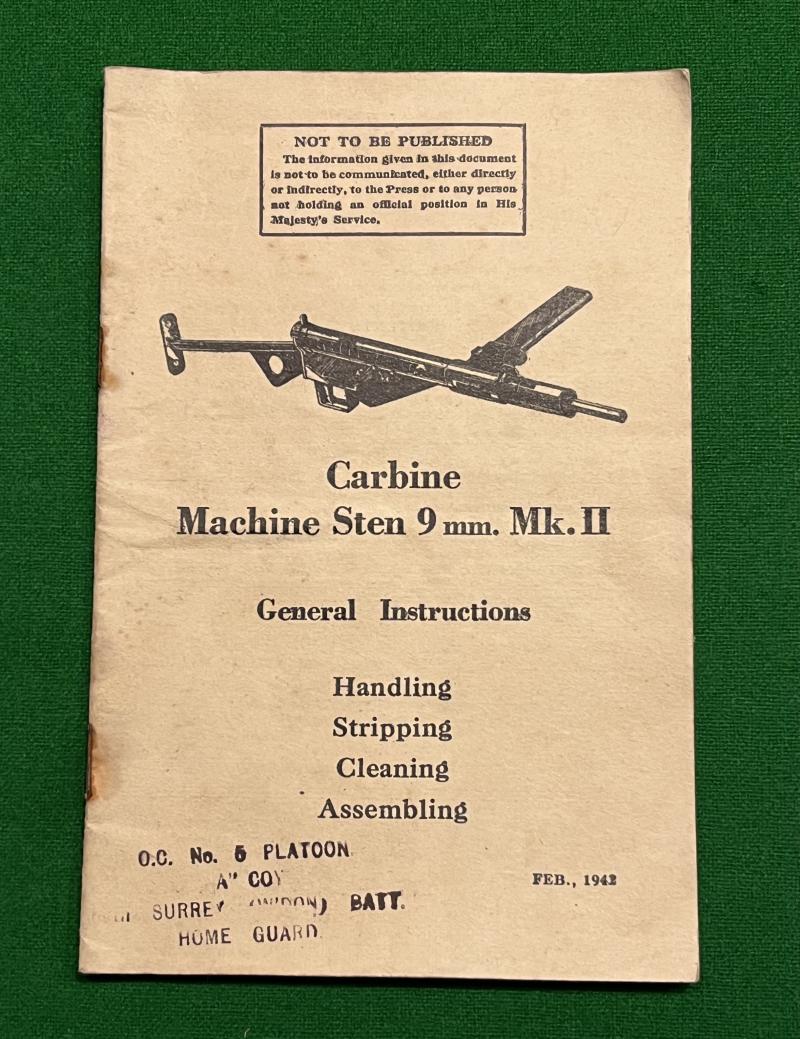 NOT TO BE PUBLISHED
The information given in this document
is not to be communicated, either directly
or indirectly, to the Press or to any person
not holding an official position in His
Majesty's Service.
Carbine
Machine Sten 9 mm. Mk. II
General Instructions
Handling
Stripping
Cleaning
Assembling
O.C. No. 5 PLATOON
A" COY
SURREY BATT.
HOME GUARD
FEB., 1942